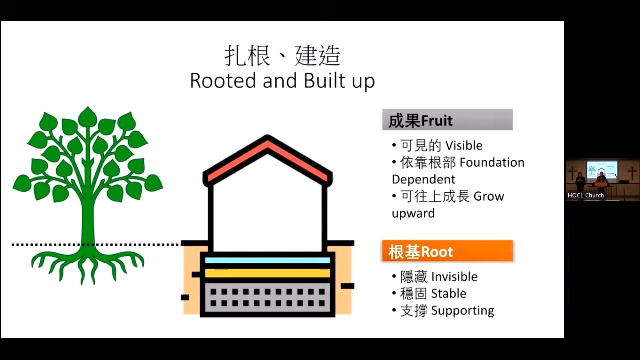 扎根、建造
Rooted and Built up
成果Fruit
• 可見的 Visible
• 依靠根部 Foundation
Dependent
• 可往上成長 Grow
upward
根基Root
• 隱藏 Invisible
• 穩固 Stable
• 支撐 Supporting
HCCL Church